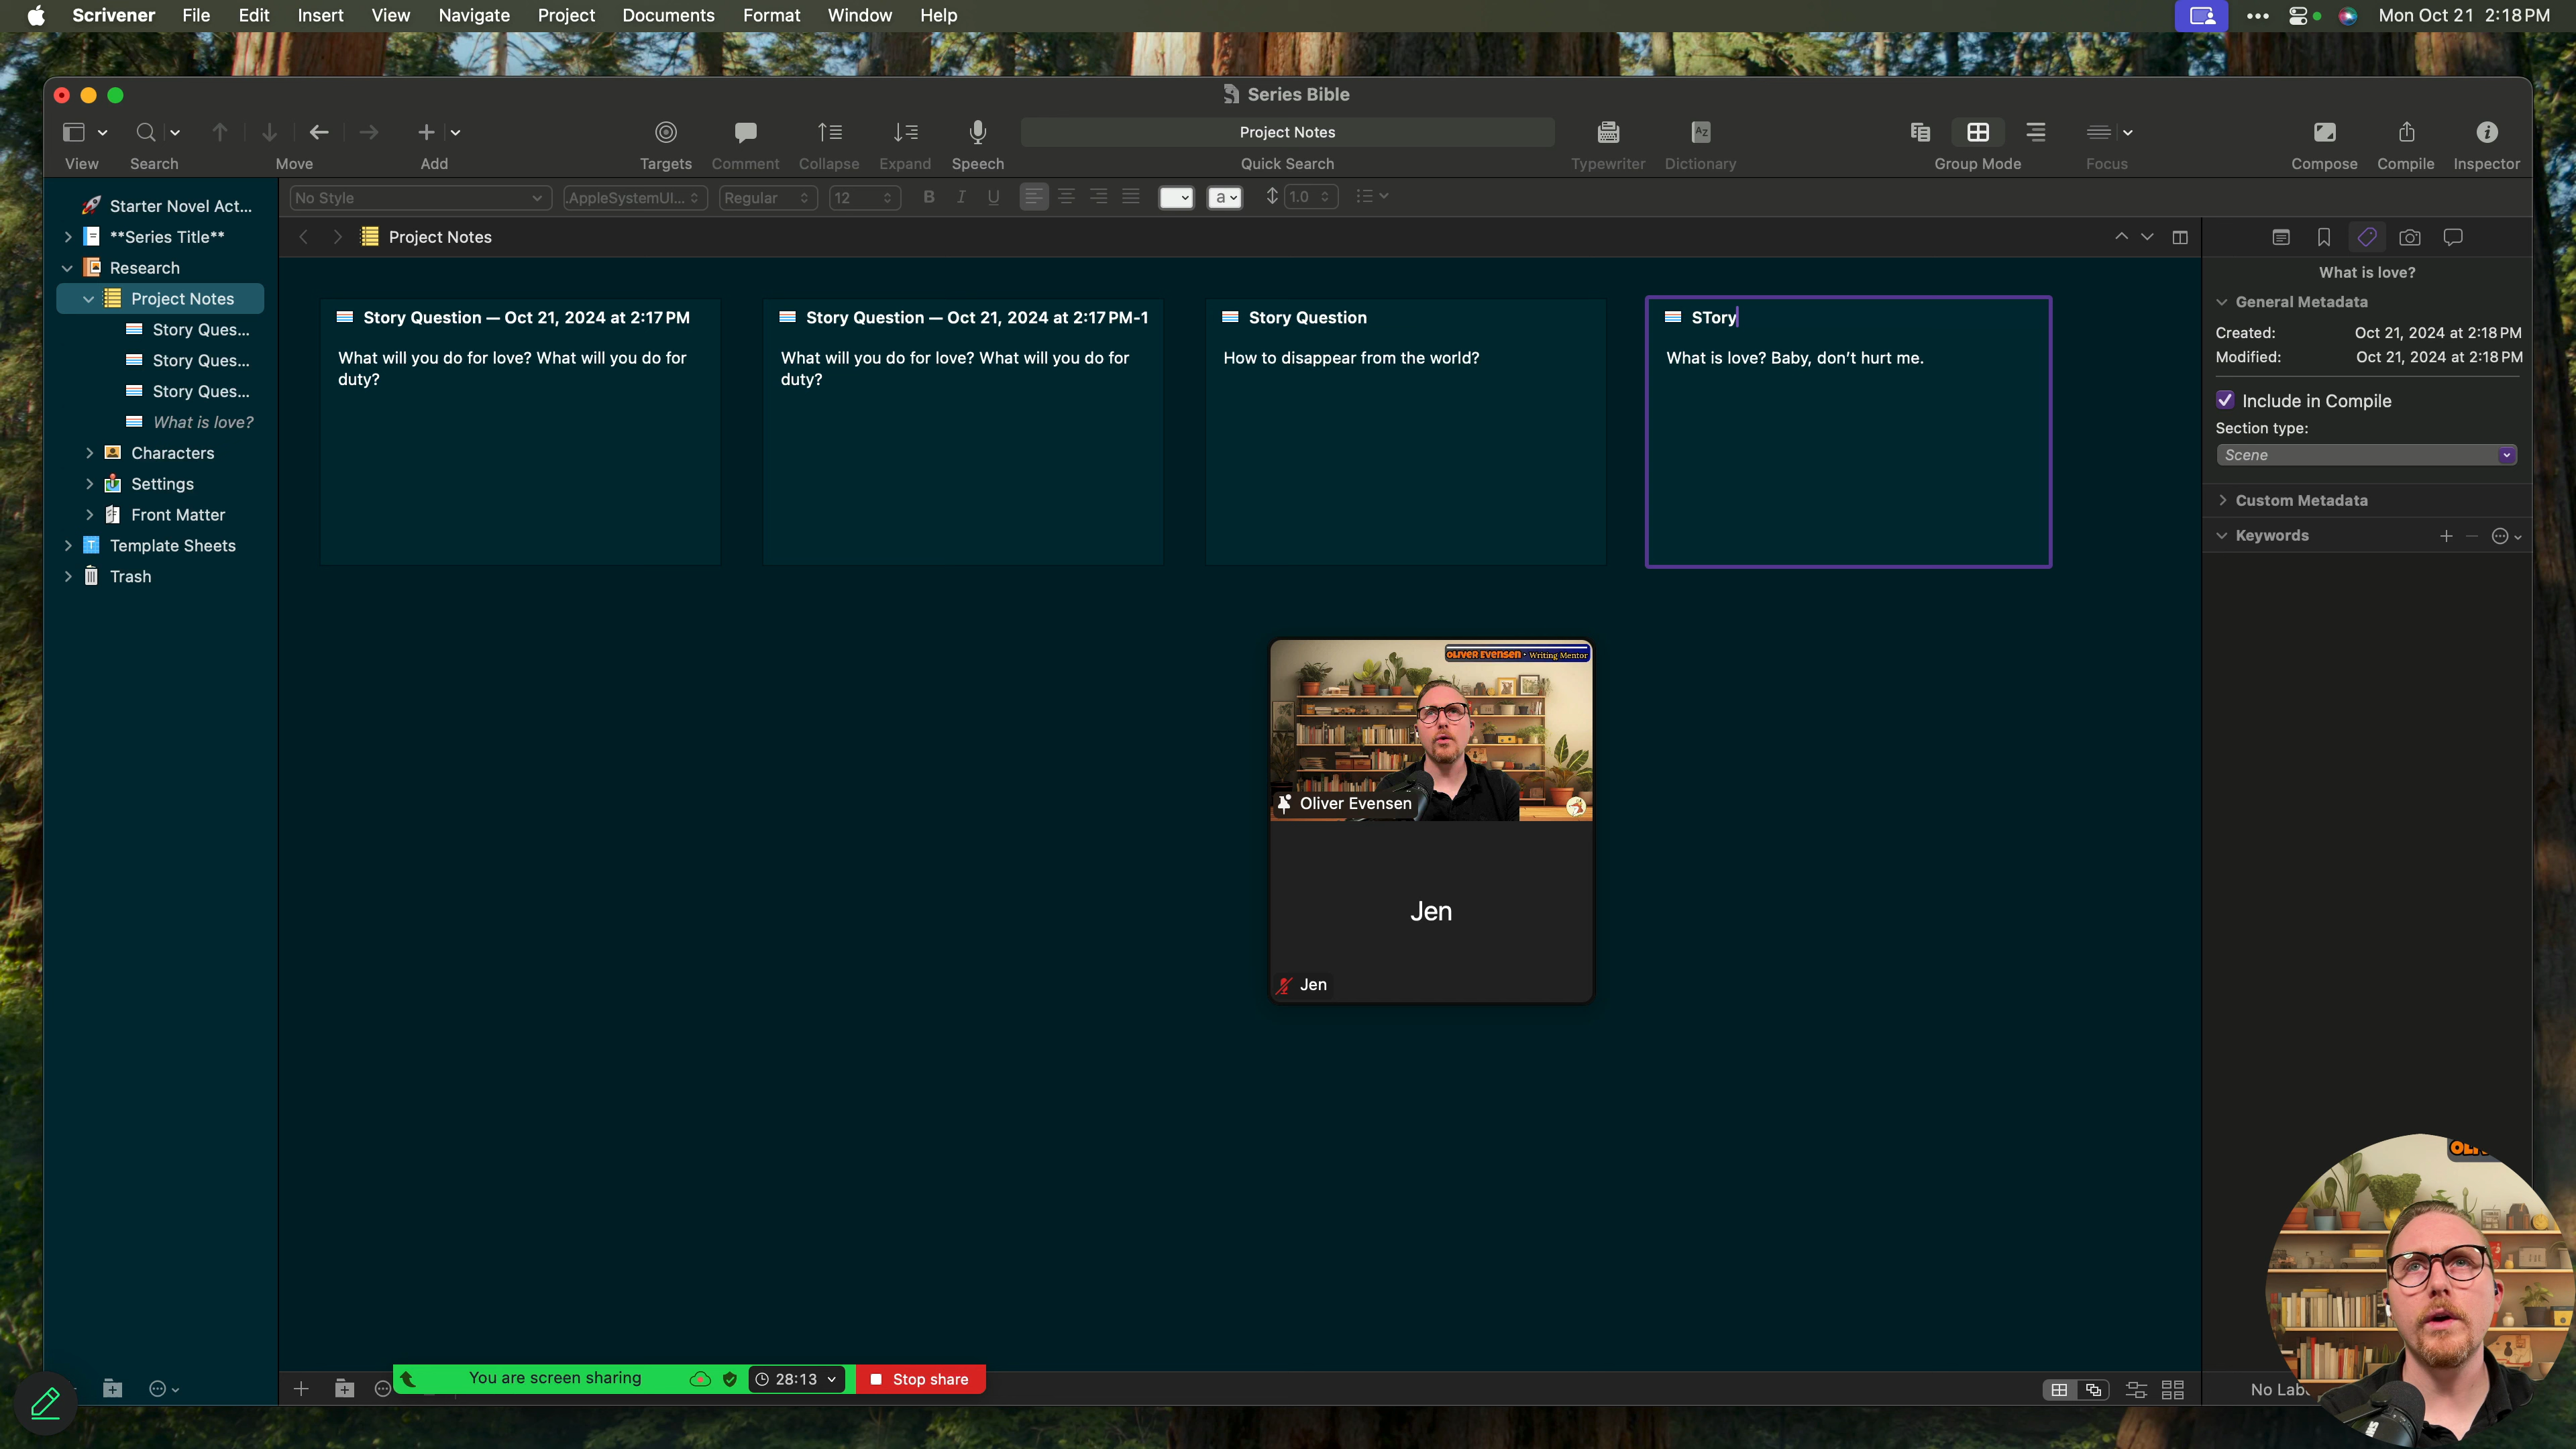 Scrivener File Edit Insert View Navigate Project Documents Format Window Help
Mon Oct 21 2:18 PM
Series Bible
Project Notes
View Search Move Add Targets Comment Collapse Expand Speech Quick Search Typewriter Dictionary Group Mode Focus Compose Compile Inspector
No Style .AppleSystemUI... Regular 12 B I U a 1.0
Project Notes
Starter Novel Act...
**Series Title**
Research
Project Notes
Story Ques...
Story Ques...
Story Ques...
What is love?
Characters
Settings
Front Matter
Template Sheets
Trash
Story Question — Oct 21, 2024 at 2:17 PM
What will you do for love? What will you do for
duty?
Story Question — Oct 21, 2024 at 2:17 PM-1
What will you do for love? What will you do for
duty?
Story Question
How to disappear from the world?
STory
What is love? Baby, don’t hurt me.
What is love?
General Metadata
Created: Oct 21, 2024 at 2:18 PM
Modified: Oct 21, 2024 at 2:18 PM
Include in Compile
Section type:
Scene
Custom Metadata
Keywords
OLIVER EVENSEN • Writing Mentor
Oliver Evensen
Jen
Jen
You are screen sharing 28:13 Stop share
No Lab